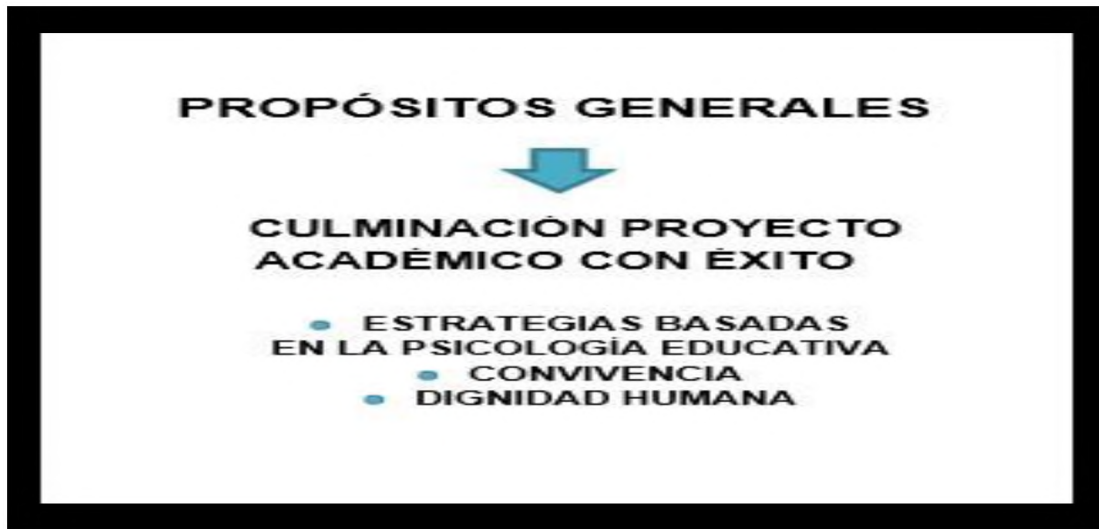 PROPÓSITOS GENERALES
CULMINACIÓN PROYECTO
ACADÉMICO CON ÉXITO
• ESTRATEGIAS BASADAS
EN LA PSICOLOGÍA EDUCATIVA
• CONVIVENCIA
• DIGNIDAD HUMANA